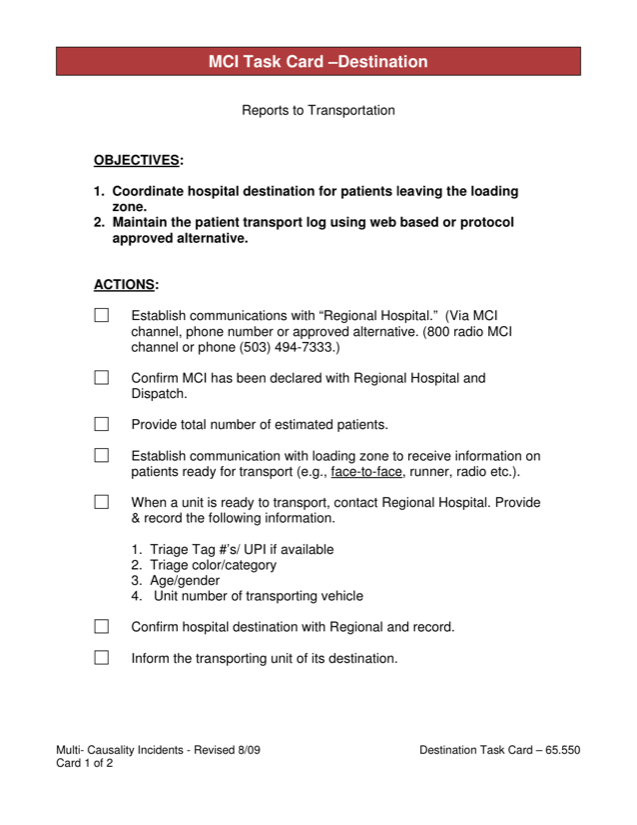 MCI Task Card –Destination
Reports to Transportation
OBJECTIVES:
1. Coordinate hospital destination for patients leaving the loading
zone.
2. Maintain the patient transport log using web based or protocol
approved alternative.
ACTIONS:
Establish communications with “Regional Hospital.” (Via MCI
channel, phone number or approved alternative. (800 radio MCI
channel or phone (503) 494-7333.)
Confirm MCI has been declared with Regional Hospital and
Dispatch.
Provide total number of estimated patients.
Establish communication with loading zone to receive information on
patients ready for transport (e.g., face-to-face, runner, radio etc.).
When a unit is ready to transport, contact Regional Hospital. Provide
& record the following information.
1. Triage Tag #’s/ UPI if available
2. Triage color/category
3. Age/gender
4. Unit number of transporting vehicle
Confirm hospital destination with Regional and record.
Inform the transporting unit of its destination.
Multi- Causality Incidents - Revised 8/09
Destination Task Card – 65.550
Card 1 of 2